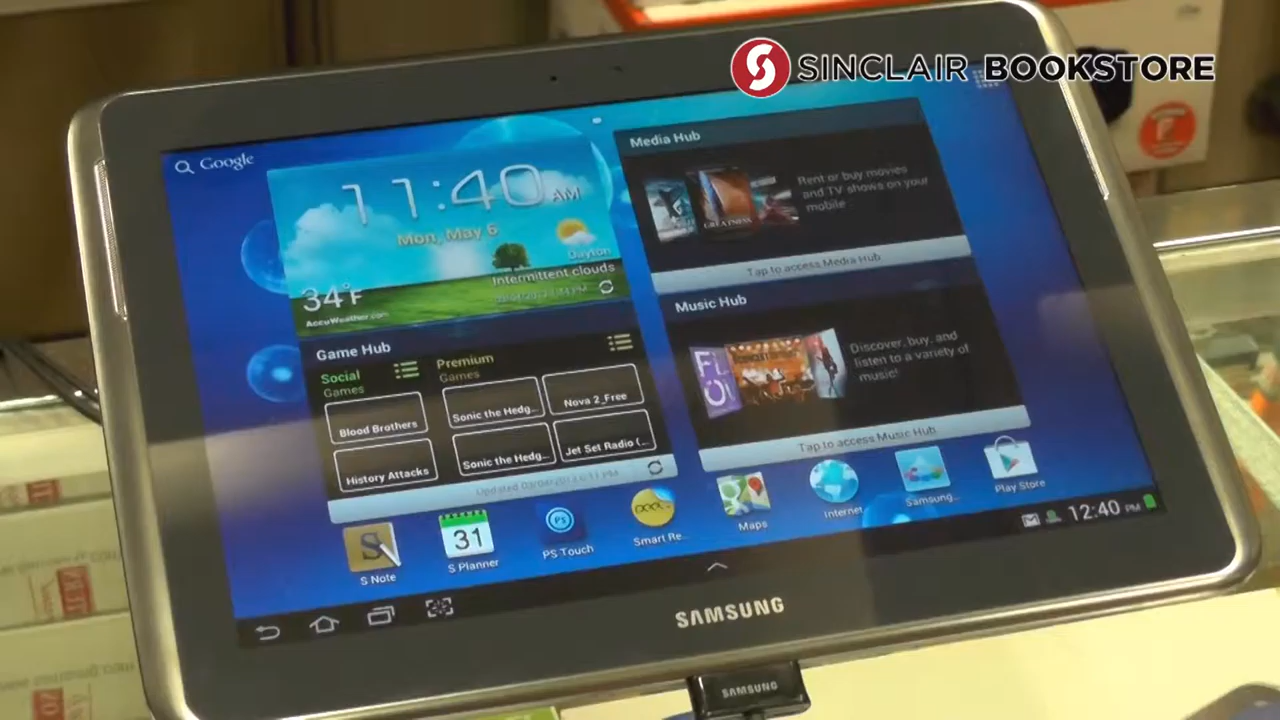 SINCLAIR BOOKSTORE
Google
11:40 AM
Mon, May 6
Dayton
Intermittent clouds
34°F
AccuWeather.com
Media Hub
Rent or buy movies
and TV shows on your
mobile
GREATNESS
Tap to access Media Hub
Music Hub
Discover, buy, and
listen to a variety of
music!
Tap to access Music Hub
Game Hub
Social
Games
Premium
Games
Blood Brothers
Sonic the Hedg...
Nova 2_Free
History Attacks
Sonic the Hedg...
Jet Set Radio (...
S Note
31
S Planner
Ps
PS Touch
Smart Re...
Maps
Internet
Samsung...
Play Store
12:40 PM
SAMSUNG
SAMSUNG